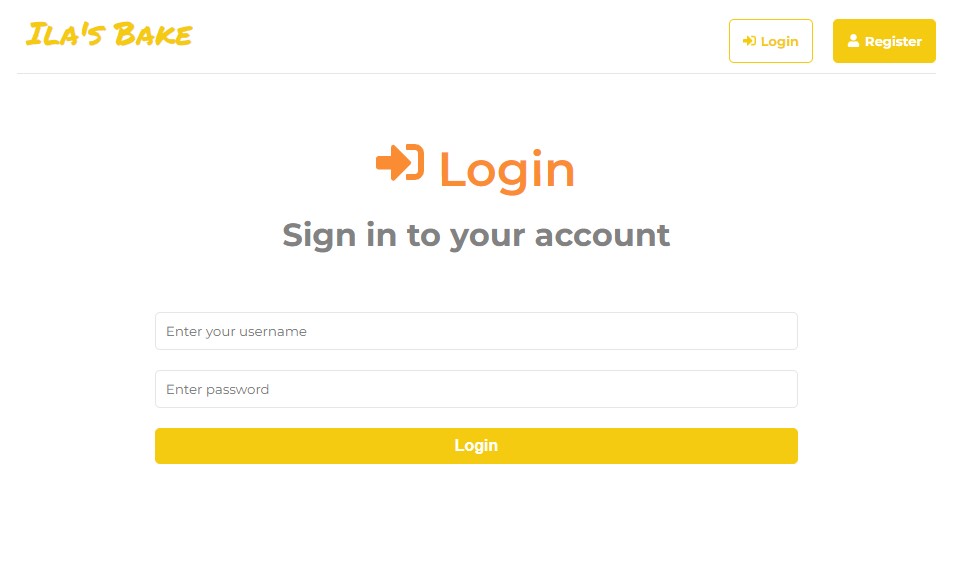 Ila's Bake
Login
Register
Login
Sign in to your account
Enter your username
Enter password
Login